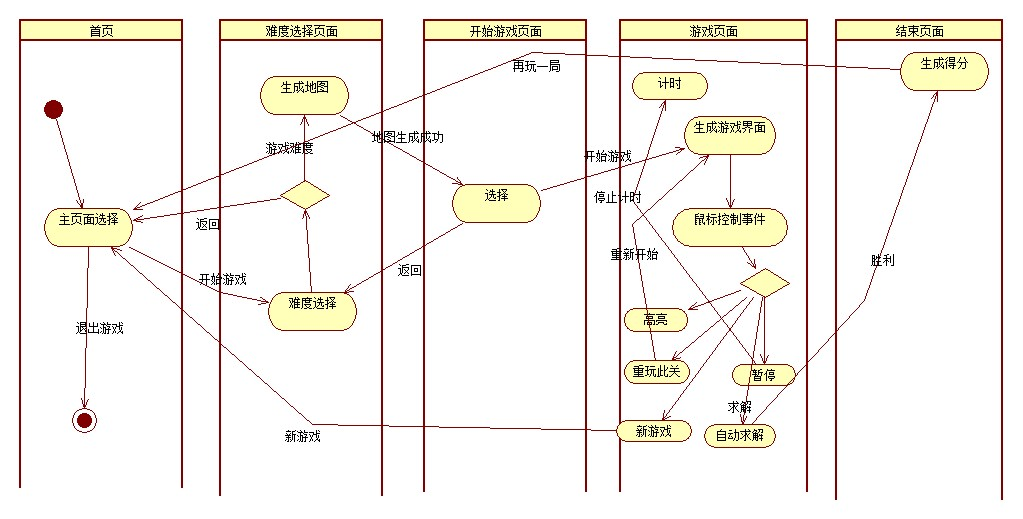 首页
难度选择页面
开始游戏页面
游戏页面
结束页面
生成得分
再玩一局
计时
生成地图
生成游戏界面
地图生成成功
游戏难度
开始游戏
选择
停止计时
主页面选择
返回
鼠标控制事件
重新开始
胜利
返回
开始游戏
难度选择
高亮
退出游戏
重玩此关
暂停
求解
新游戏
新游戏
自动求解